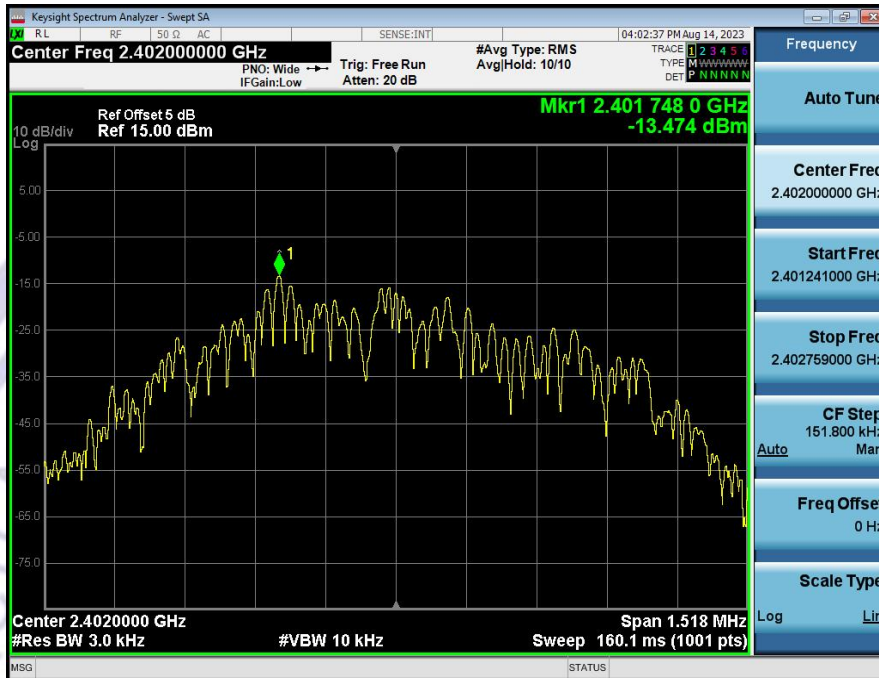 Keysight Spectrum Analyzer - Swept SA
LXI RL RF 50 Ω AC SENSE:INT 04:02:37 PM Aug 14, 2023
Center Freq 2.402000000 GHz #Avg Type: RMS TRACE 1 2 3 4 5 6
PNO: Wide Trig: Free Run Avg|Hold: 10/10 TYPE M WWWWW
IFGain:Low Atten: 20 dB DET P N N N N N
Mkr1 2.401 748 0 GHz
-13.474 dBm
Ref Offset 5 dB
10 dB/div Ref 15.00 dBm
Log
5.00
-5.00
1
-15.0
-25.0
-35.0
-45.0
-55.0
-65.0
-75.0
Center 2.4020000 GHz Span 1.518 MHz
#Res BW 3.0 kHz #VBW 10 kHz Sweep 160.1 ms (1001 pts)
MSG STATUS
Frequency
Auto Tune
Center Freq
2.402000000 GHz
Start Freq
2.401241000 GHz
Stop Freq
2.402759000 GHz
CF Step
151.800 kHz
Auto Man
Freq Offset
0 Hz
Scale Type
Log Lin